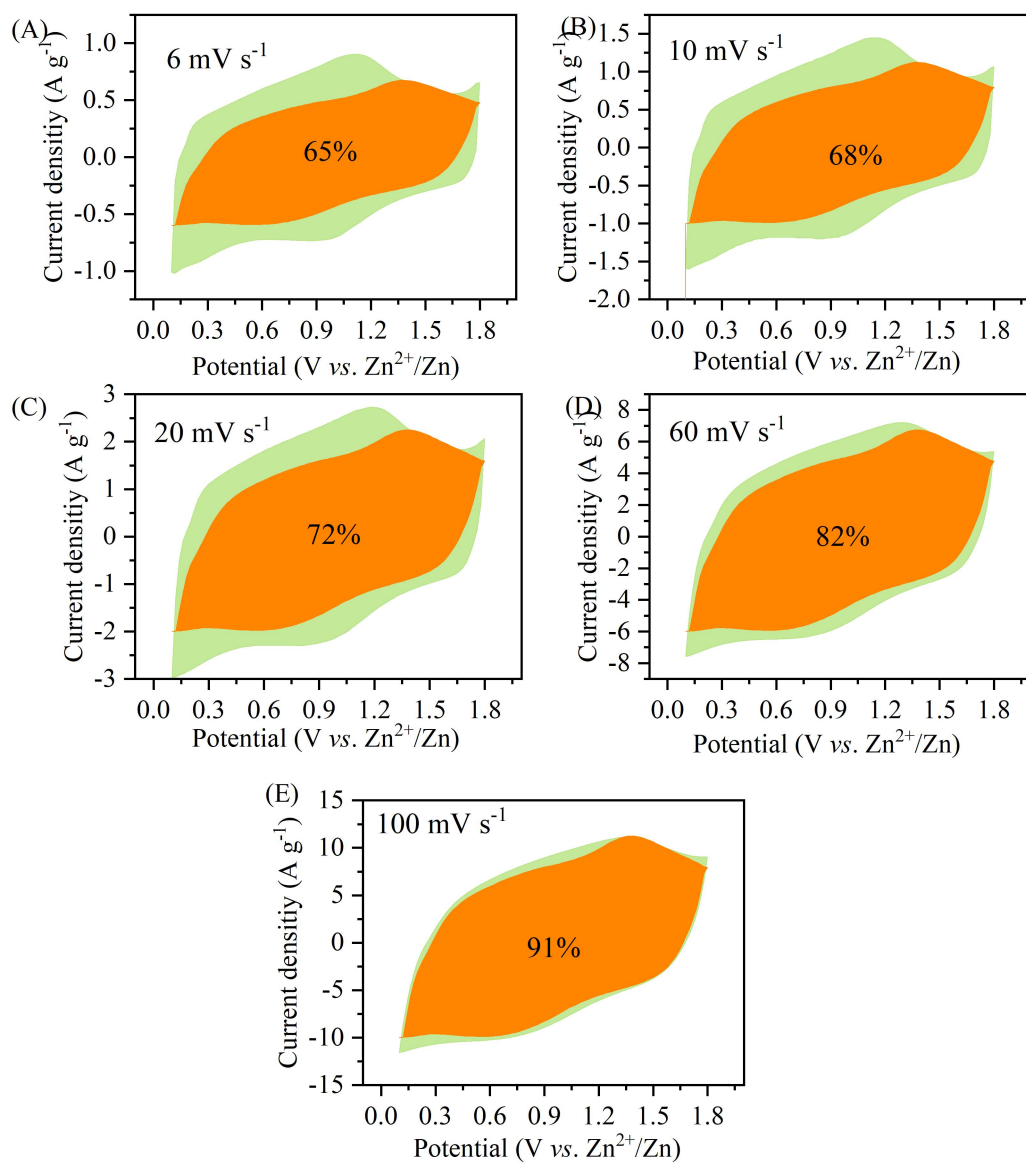 (A)
6 mV s⁻¹
65%
Current densitiy (A g⁻¹)
1.0
0.5
0.0
-0.5
-1.0
0.0 0.3 0.6 0.9 1.2 1.5 1.8
Potential (V vs. Zn²⁺/Zn)
(B)
10 mV s⁻¹
68%
Current densitiy (A g⁻¹)
1.5
1.0
0.5
0.0
-0.5
-1.0
-1.5
-2.0
0.0 0.3 0.6 0.9 1.2 1.5 1.8
Potential (V vs. Zn²⁺/Zn)
(C)
20 mV s⁻¹
72%
Current densitiy (A g⁻¹)
3
2
1
0
-1
-2
-3
0.0 0.3 0.6 0.9 1.2 1.5 1.8
Potential (V vs. Zn²⁺/Zn)
(D)
60 mV s⁻¹
82%
Current densitiy (A g⁻¹)
8
6
4
2
0
-2
-4
-6
-8
0.0 0.3 0.6 0.9 1.2 1.5 1.8
Potential (V vs. Zn²⁺/Zn)
(E)
100 mV s⁻¹
91%
Current densitiy (A g⁻¹)
15
10
5
0
-5
-10
-15
0.0 0.3 0.6 0.9 1.2 1.5 1.8
Potential (V vs. Zn²⁺/Zn)